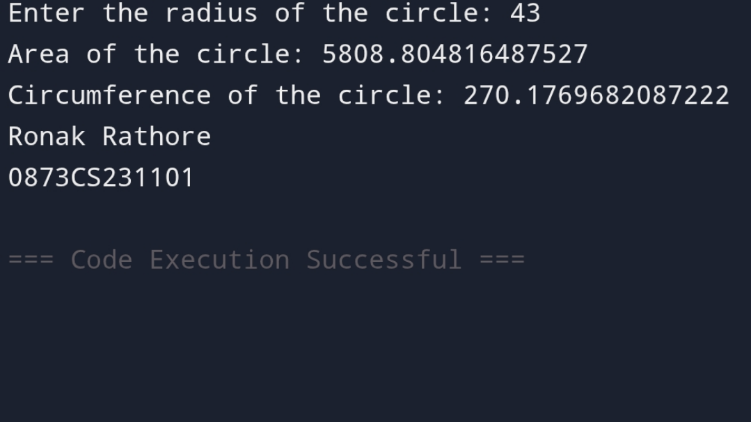 Enter the radius of the circle: 43
Area of the circle: 5808.804816487527
Circumference of the circle: 270.1769682087222
Ronak Rathore
0873CS231101
=== Code Execution Successful ===